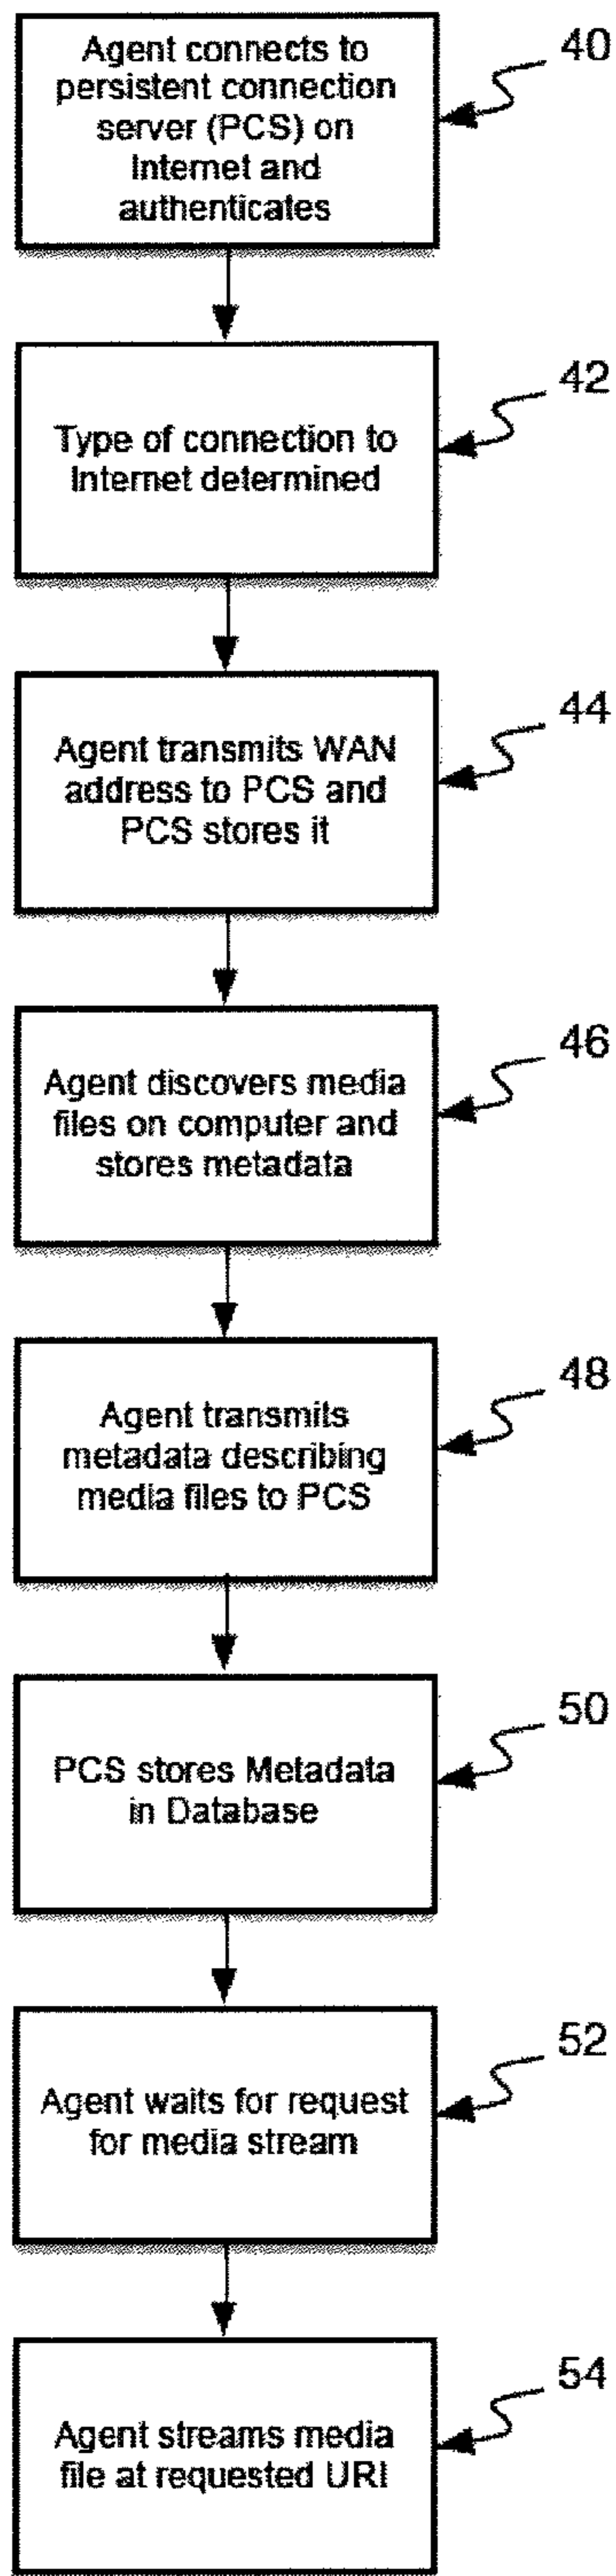 Agent connects to
persistent connection
server (PCS) on
Internet and
authenticates
40
Type of connection to
Internet determined
42
Agent transmits WAN
address to PCS and
PCS stores it
44
Agent discovers media
files on computer and
stores metadata
46
Agent transmits
metadata describing
media files to PCS
48
PCS stores Metadata
in Database
50
Agent waits for request
for media stream
52
Agent streams media
file at requested URI
54